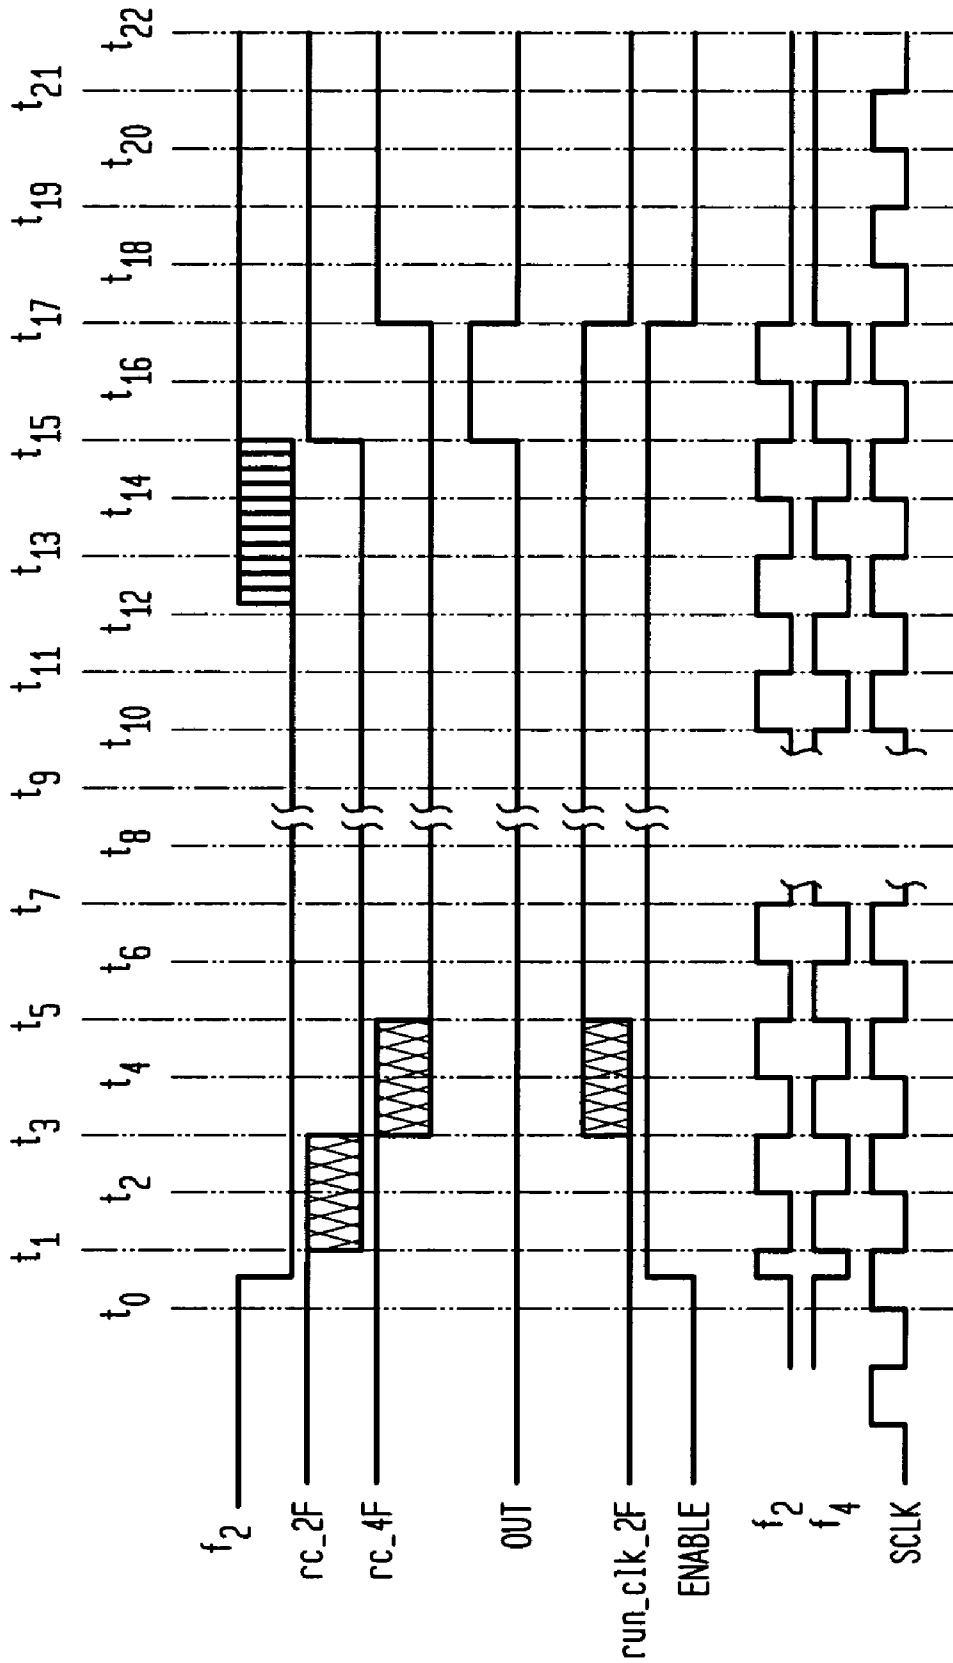 t0 t1 t2 t3 t4 t5 t6 t7 t8 t9 t10 t11 t12 t13 t14 t15 t16 t17 t18 t19 t20 t21 t22
f2
rc_2F
rc_4F
OUT
run_clk_2F
ENABLE
f2
f4
SCLK